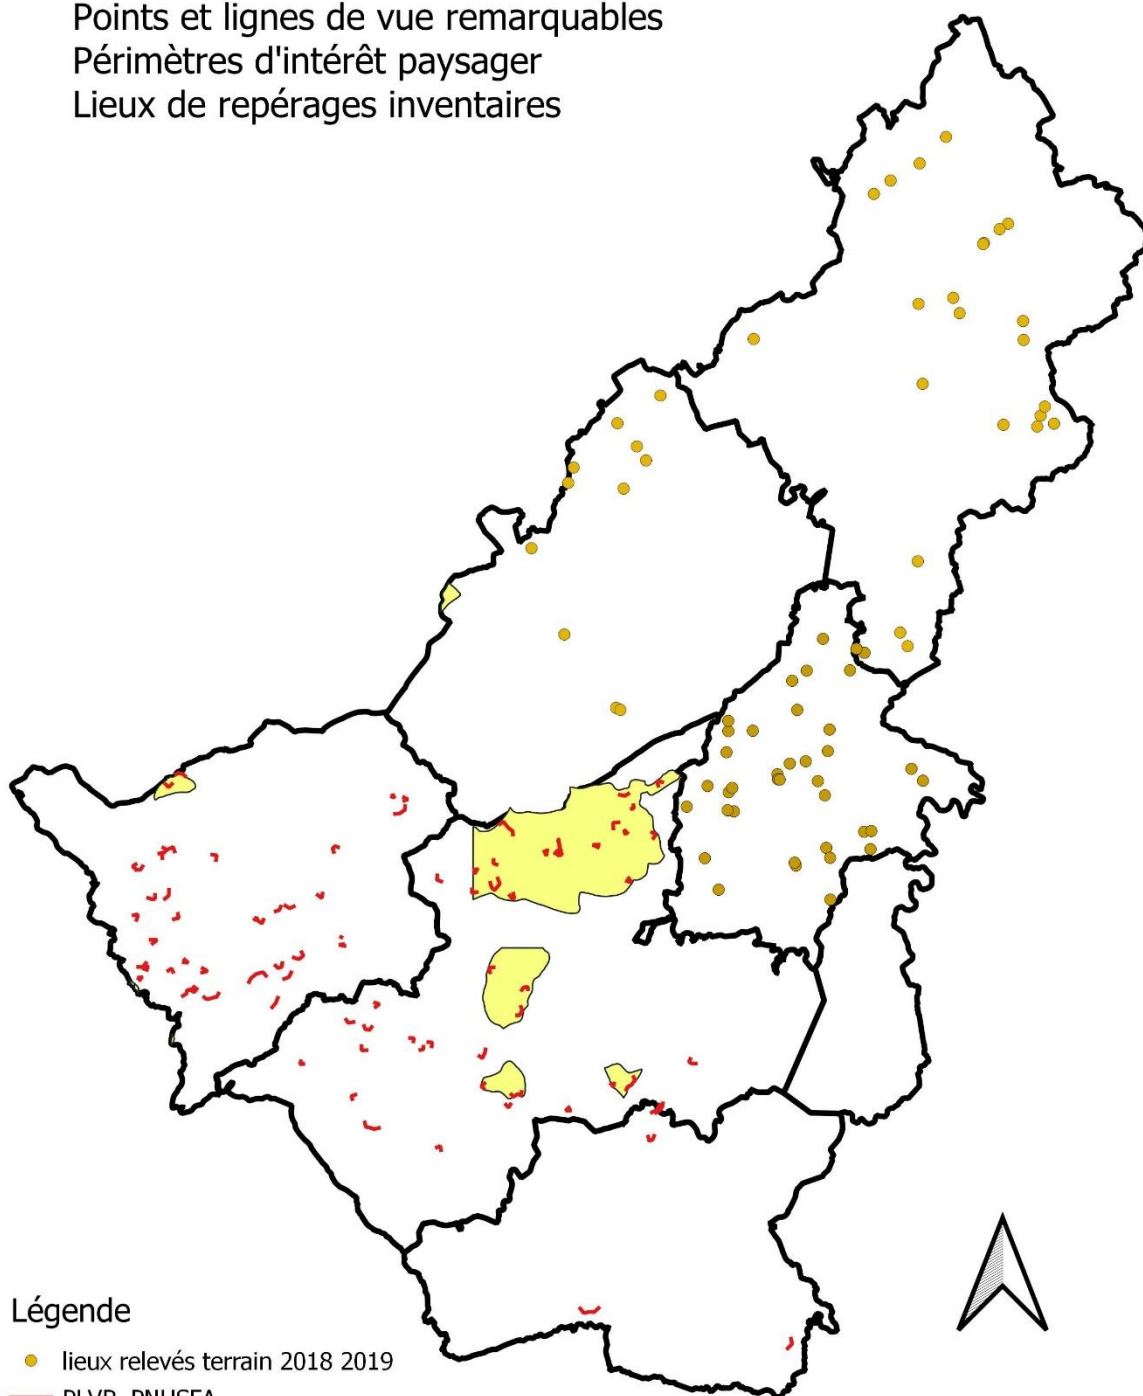 Points et lignes de vue remarquables
Périmètres d'intérêt paysager
Lieux de repérages inventaires
Légende
lieux relevés terrain 2018 2019